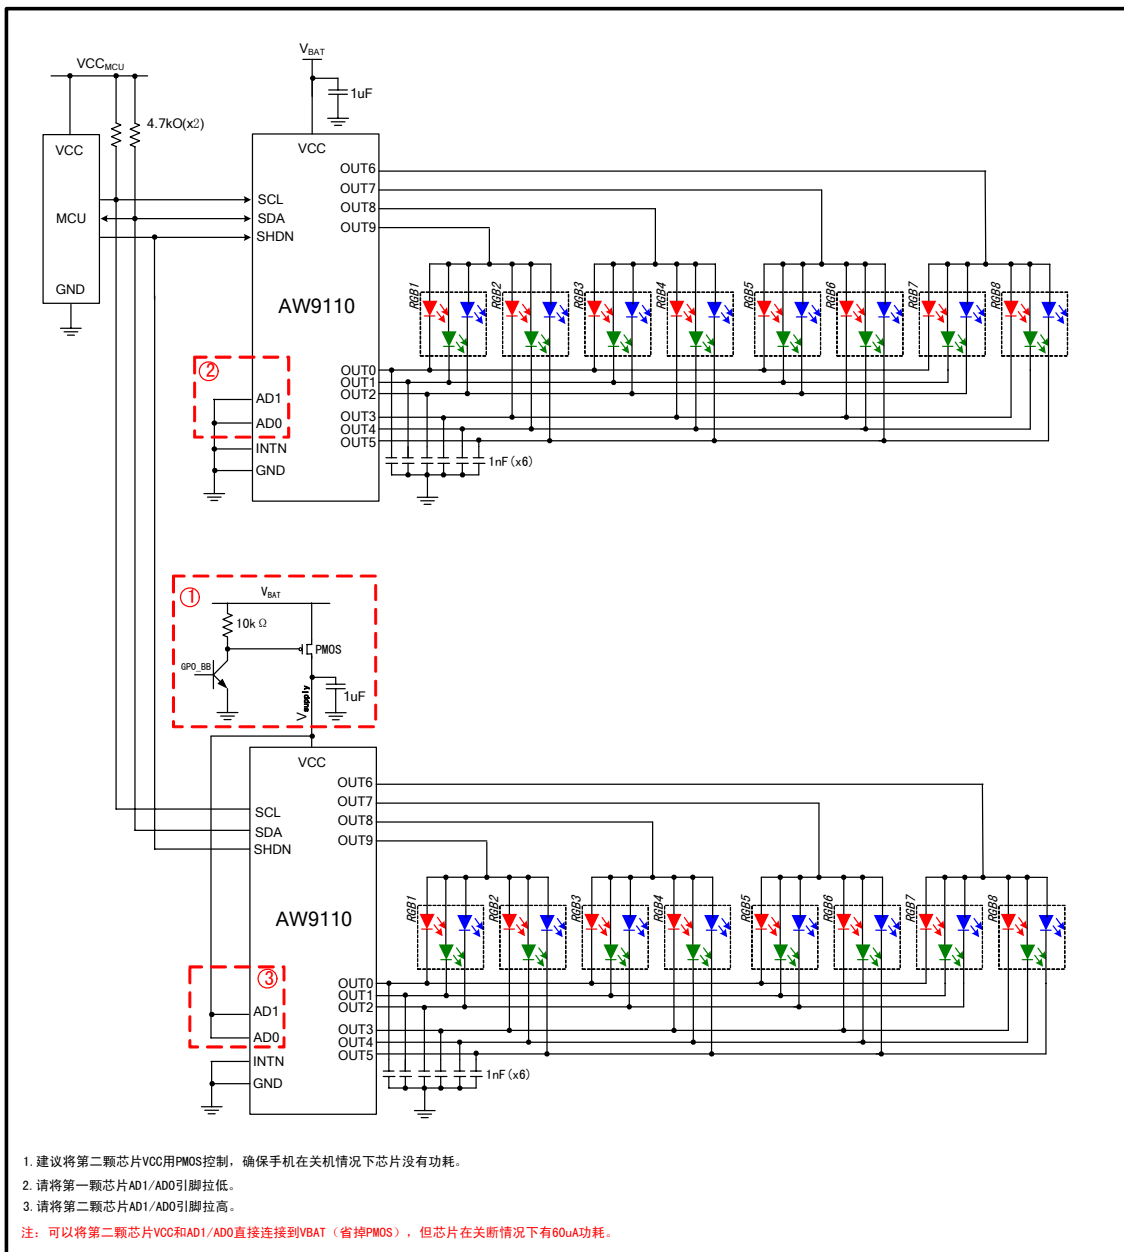 VCCMCU
VBAT
1uF
4.7kO(x2)
VCC
MCU
GND
VCC
SCL
SDA
SHDN
AW9110
OUT6
OUT7
OUT8
OUT9
RGB1
RGB2
RGB3
RGB4
RGB5
RGB6
RGB7
RGB8
②
AD1
AD0
INTN
GND
OUT0
OUT1
OUT2
OUT3
OUT4
OUT5
1nF(x6)
①
VBAT
10kΩ
PMOS
GPO_BB
1uF
Vsupply
VCC
SCL
SDA
SHDN
AW9110
OUT6
OUT7
OUT8
OUT9
RGB1
RGB2
RGB3
RGB4
RGB5
RGB6
RGB7
RGB8
③
AD1
AD0
INTN
GND
OUT0
OUT1
OUT2
OUT3
OUT4
OUT5
1nF(x6)
1. 建议将第二颗芯片VCC用PMOS控制，确保手机在关机情况下芯片没有功耗。
2. 请将第一颗芯片AD1/AD0引脚拉低。
3. 请将第二颗芯片AD1/AD0引脚拉高。
注：可以将第二颗芯片VCC和AD1/AD0直接连接到VBAT（省掉PMOS），但芯片在关断情况下有60uA功耗。